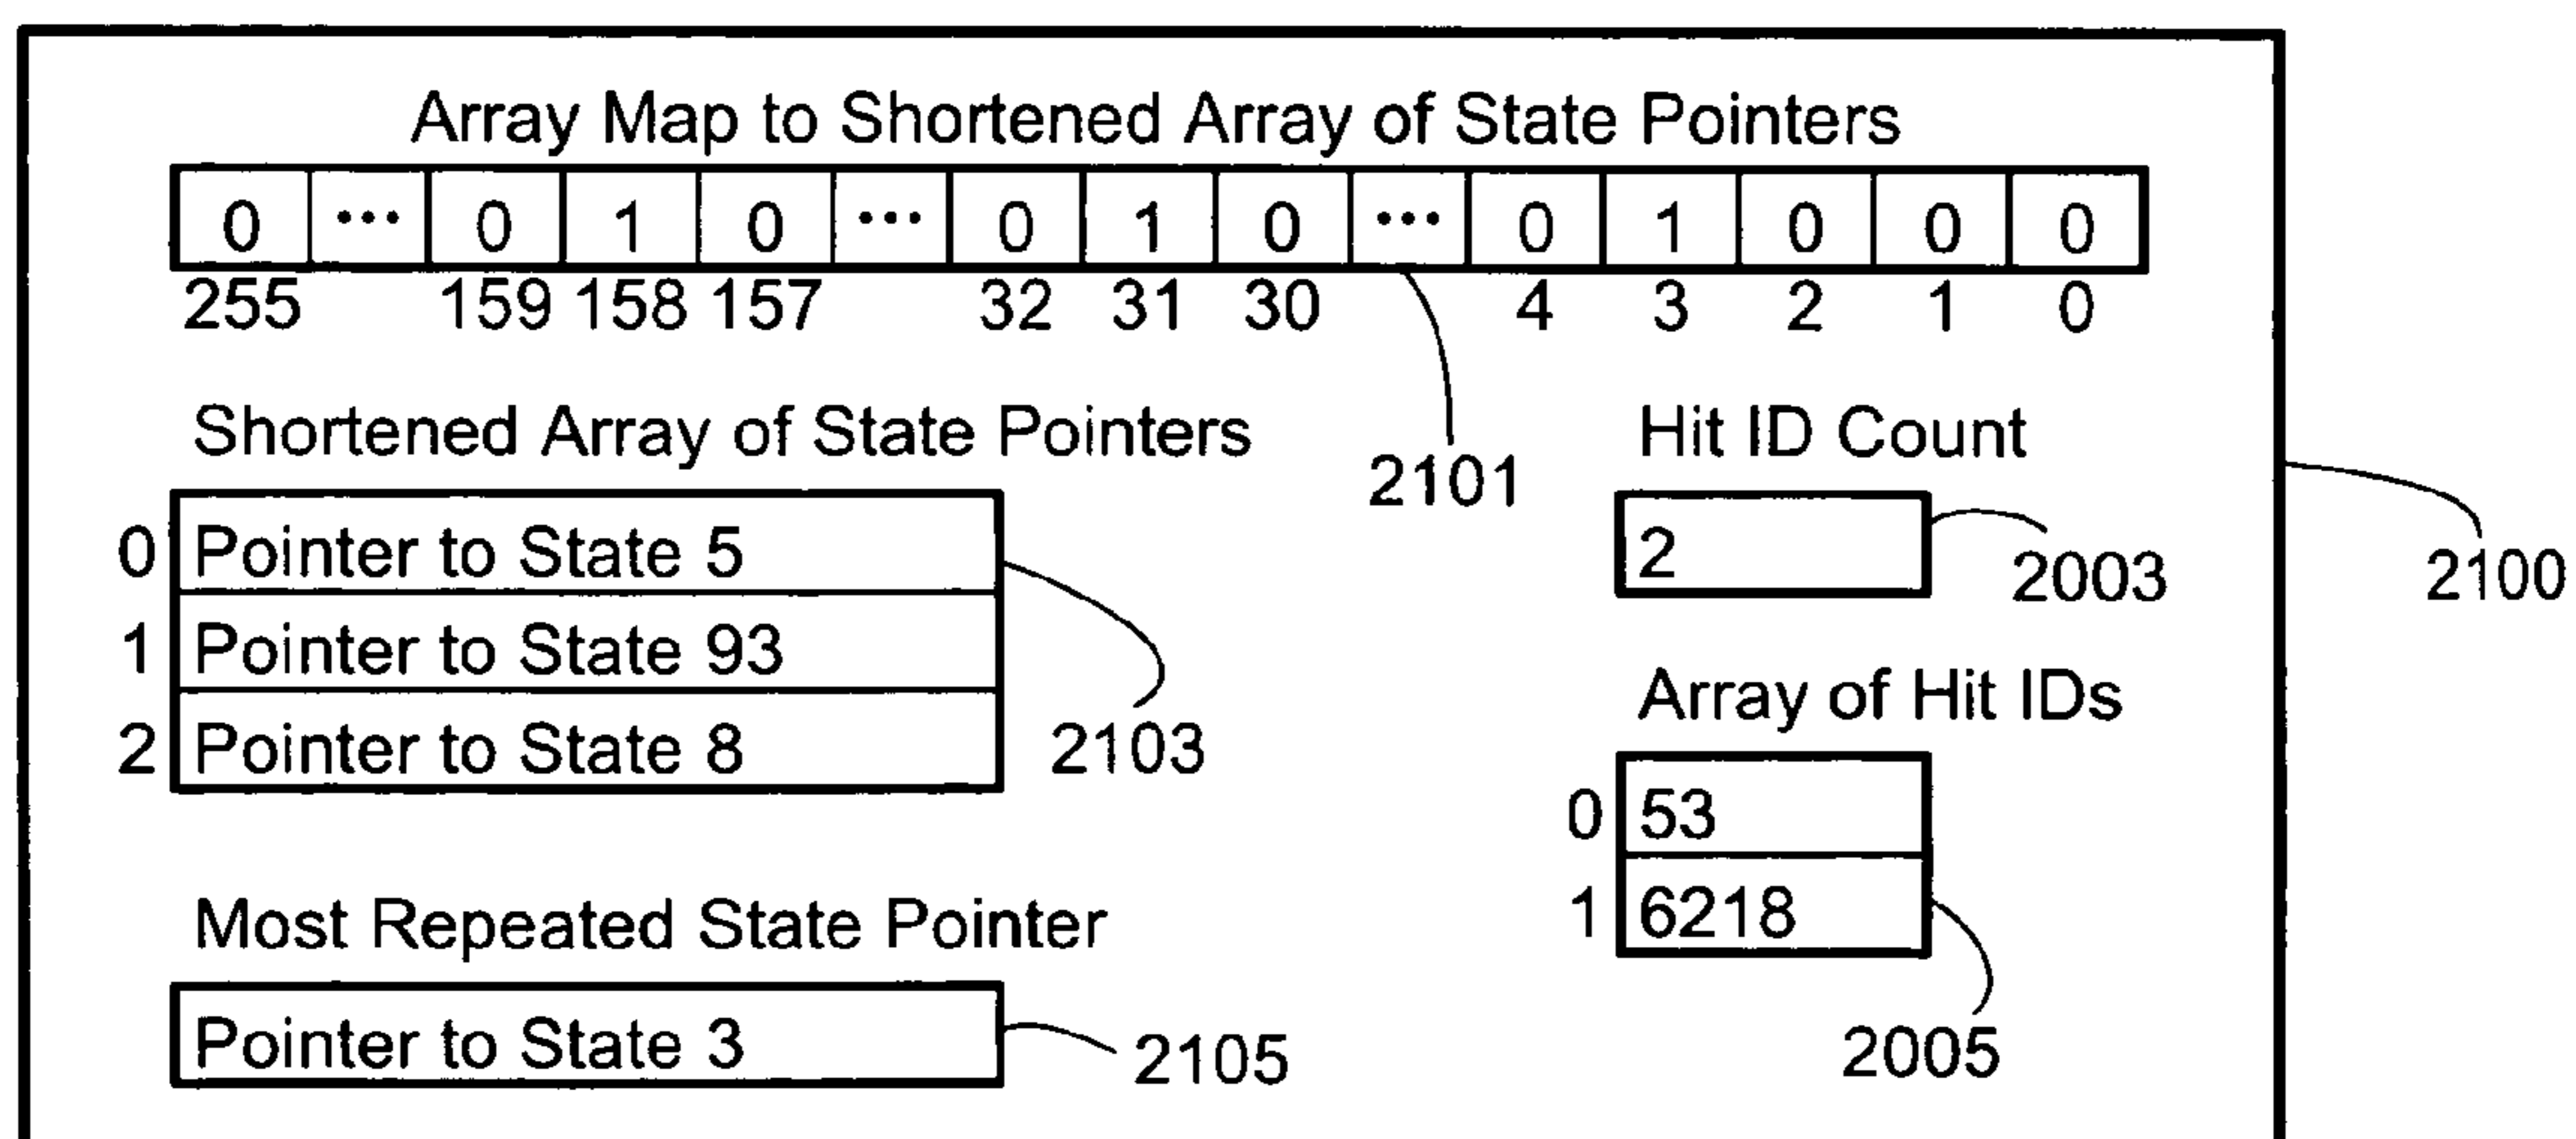 Array Map to Shortened Array of State Pointers
0 ... 0 1 0 ... 0 1 0 ... 0 1 0 0 0
255 159 158 157 32 31 30 4 3 2 1 0
2101
Shortened Array of State Pointers
0 Pointer to State 5
1 Pointer to State 93
2 Pointer to State 8
2103
Hit ID Count
2
2003
2100
Array of Hit IDs
0 53
1 6218
2005
Most Repeated State Pointer
Pointer to State 3
2105